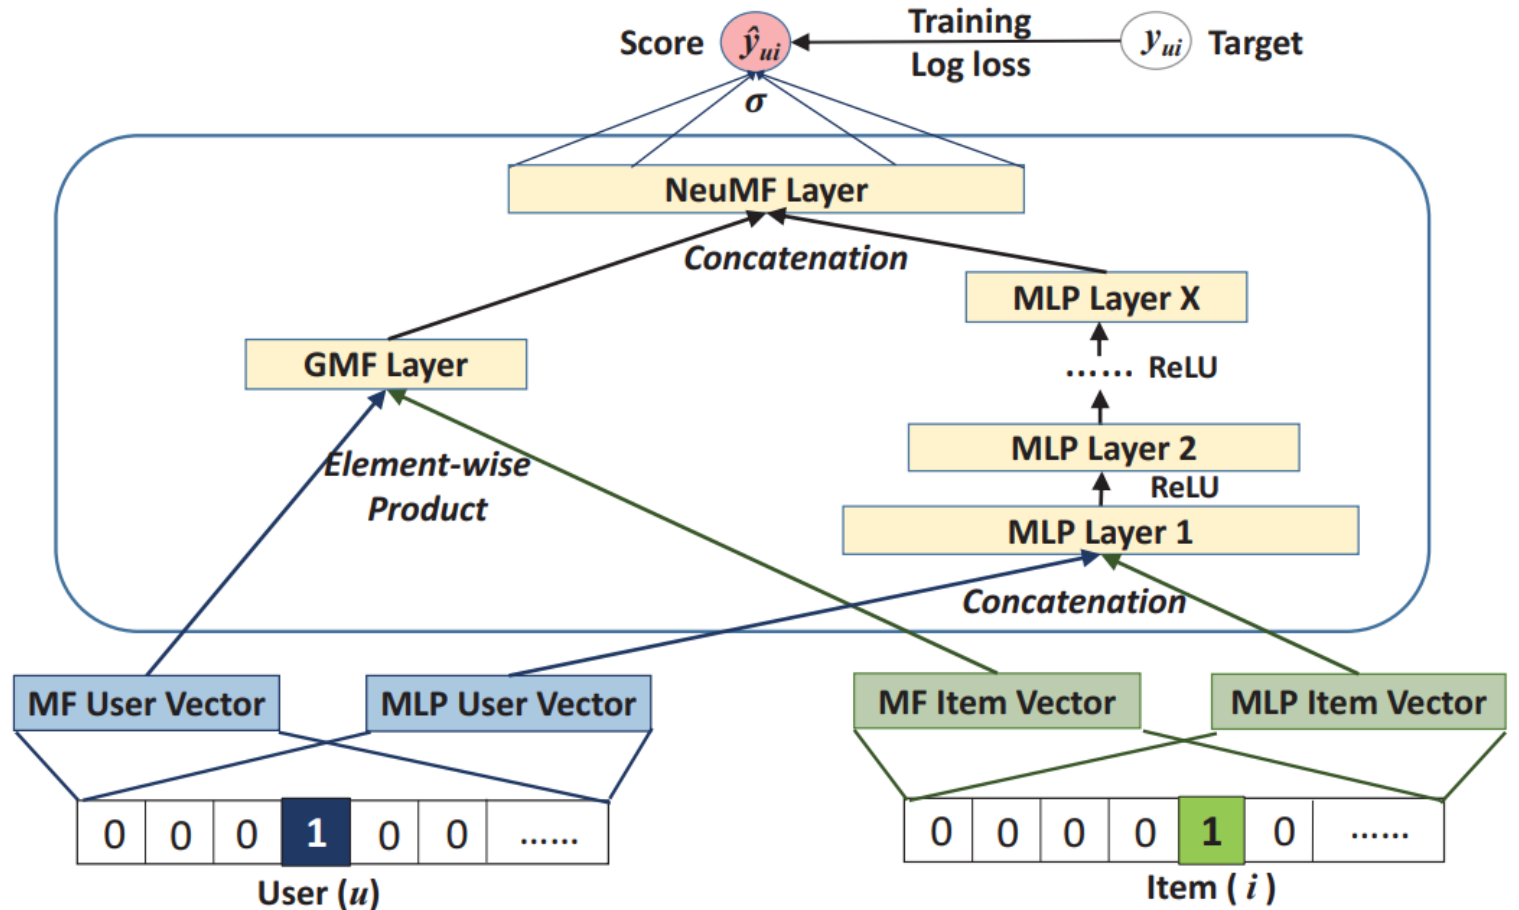 Score ŷui Training yui Target
Log loss
σ
NeuMF Layer
Concatenation
MLP Layer X
GMF Layer
…… ReLU
MLP Layer 2
Element-wise
Product
ReLU
MLP Layer 1
Concatenation
MF User Vector MLP User Vector MF Item Vector MLP Item Vector
0 0 0 1 0 0 …… 0 0 0 0 1 0 ……
User (u) Item ( i )